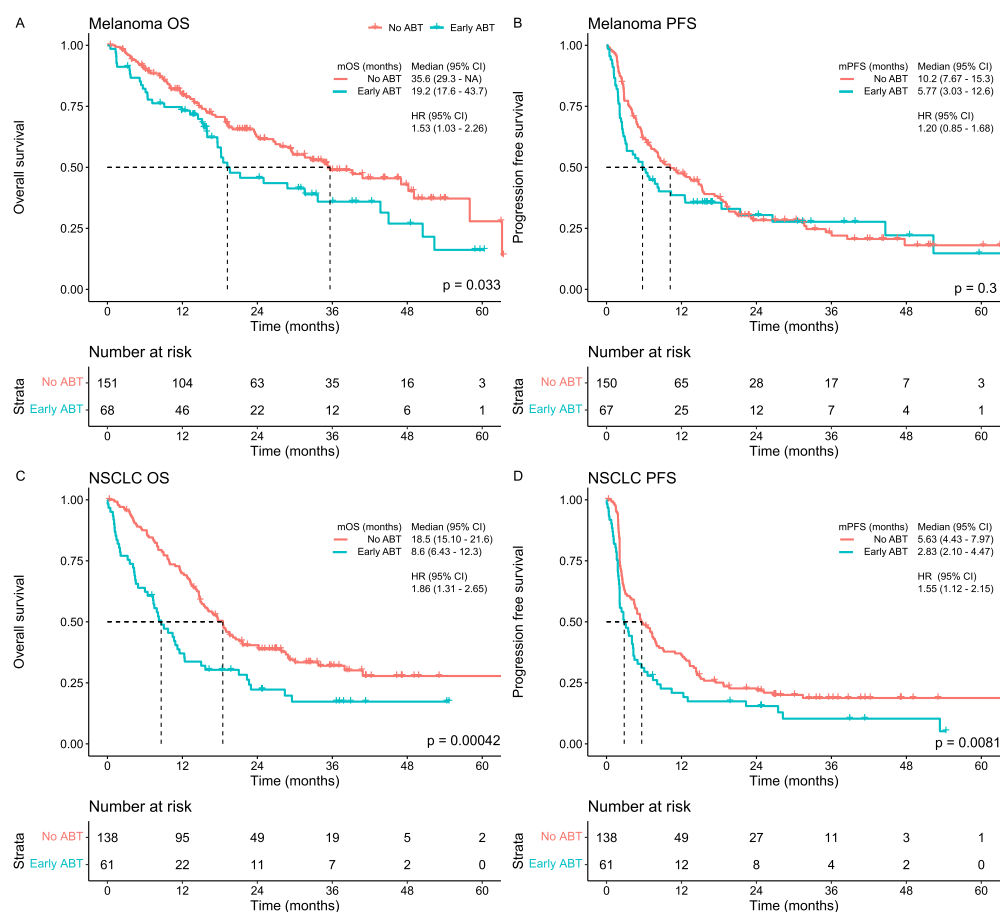 A
Melanoma OS
No ABT Early ABT
Overall survival
1.00
0.75
0.50
0.25
0.00
mOS (months) Median (95% CI)
No ABT 35.6 (29.3 - NA)
Early ABT 19.2 (17.6 - 43.7)
HR (95% CI)
1.53 (1.03 - 2.26)
p = 0.033
0 12 24 36 48 60
Time (months)
Number at risk
Strata
No ABT 151 104 63 35 16 3
Early ABT 68 46 22 12 6 1
0 12 24 36 48 60
Time (months)
B
Melanoma PFS
Progression free survival
1.00
0.75
0.50
0.25
0.00
mPFS (months) Median (95% CI)
No ABT 10.2 (7.67 - 15.3)
Early ABT 5.77 (3.03 - 12.6)
HR (95% CI)
1.20 (0.85 - 1.68)
p = 0.3
0 12 24 36 48 60
Time (months)
Number at risk
Strata
No ABT 150 65 28 17 7 3
Early ABT 67 25 12 7 4 1
0 12 24 36 48 60
Time (months)
C
NSCLC OS
Overall survival
1.00
0.75
0.50
0.25
0.00
mOS (months) Median (95% CI)
No ABT 18.5 (15.10 - 21.6)
Early ABT 8.6 (6.43 - 12.3)
HR (95% CI)
1.86 (1.31 - 2.65)
p = 0.00042
0 12 24 36 48 60
Time (months)
Number at risk
Strata
No ABT 138 95 49 19 5 2
Early ABT 61 22 11 7 2 0
0 12 24 36 48 60
Time (months)
D
NSCLC PFS
Progression free survival
1.00
0.75
0.50
0.25
0.00
mPFS (months) Median (95% CI)
No ABT 5.63 (4.43 - 7.97)
Early ABT 2.83 (2.10 - 4.47)
HR (95% CI)
1.55 (1.12 - 2.15)
p = 0.0081
0 12 24 36 48 60
Time (months)
Number at risk
Strata
No ABT 138 49 27 11 3 1
Early ABT 61 12 8 4 2 0
0 12 24 36 48 60
Time (months)